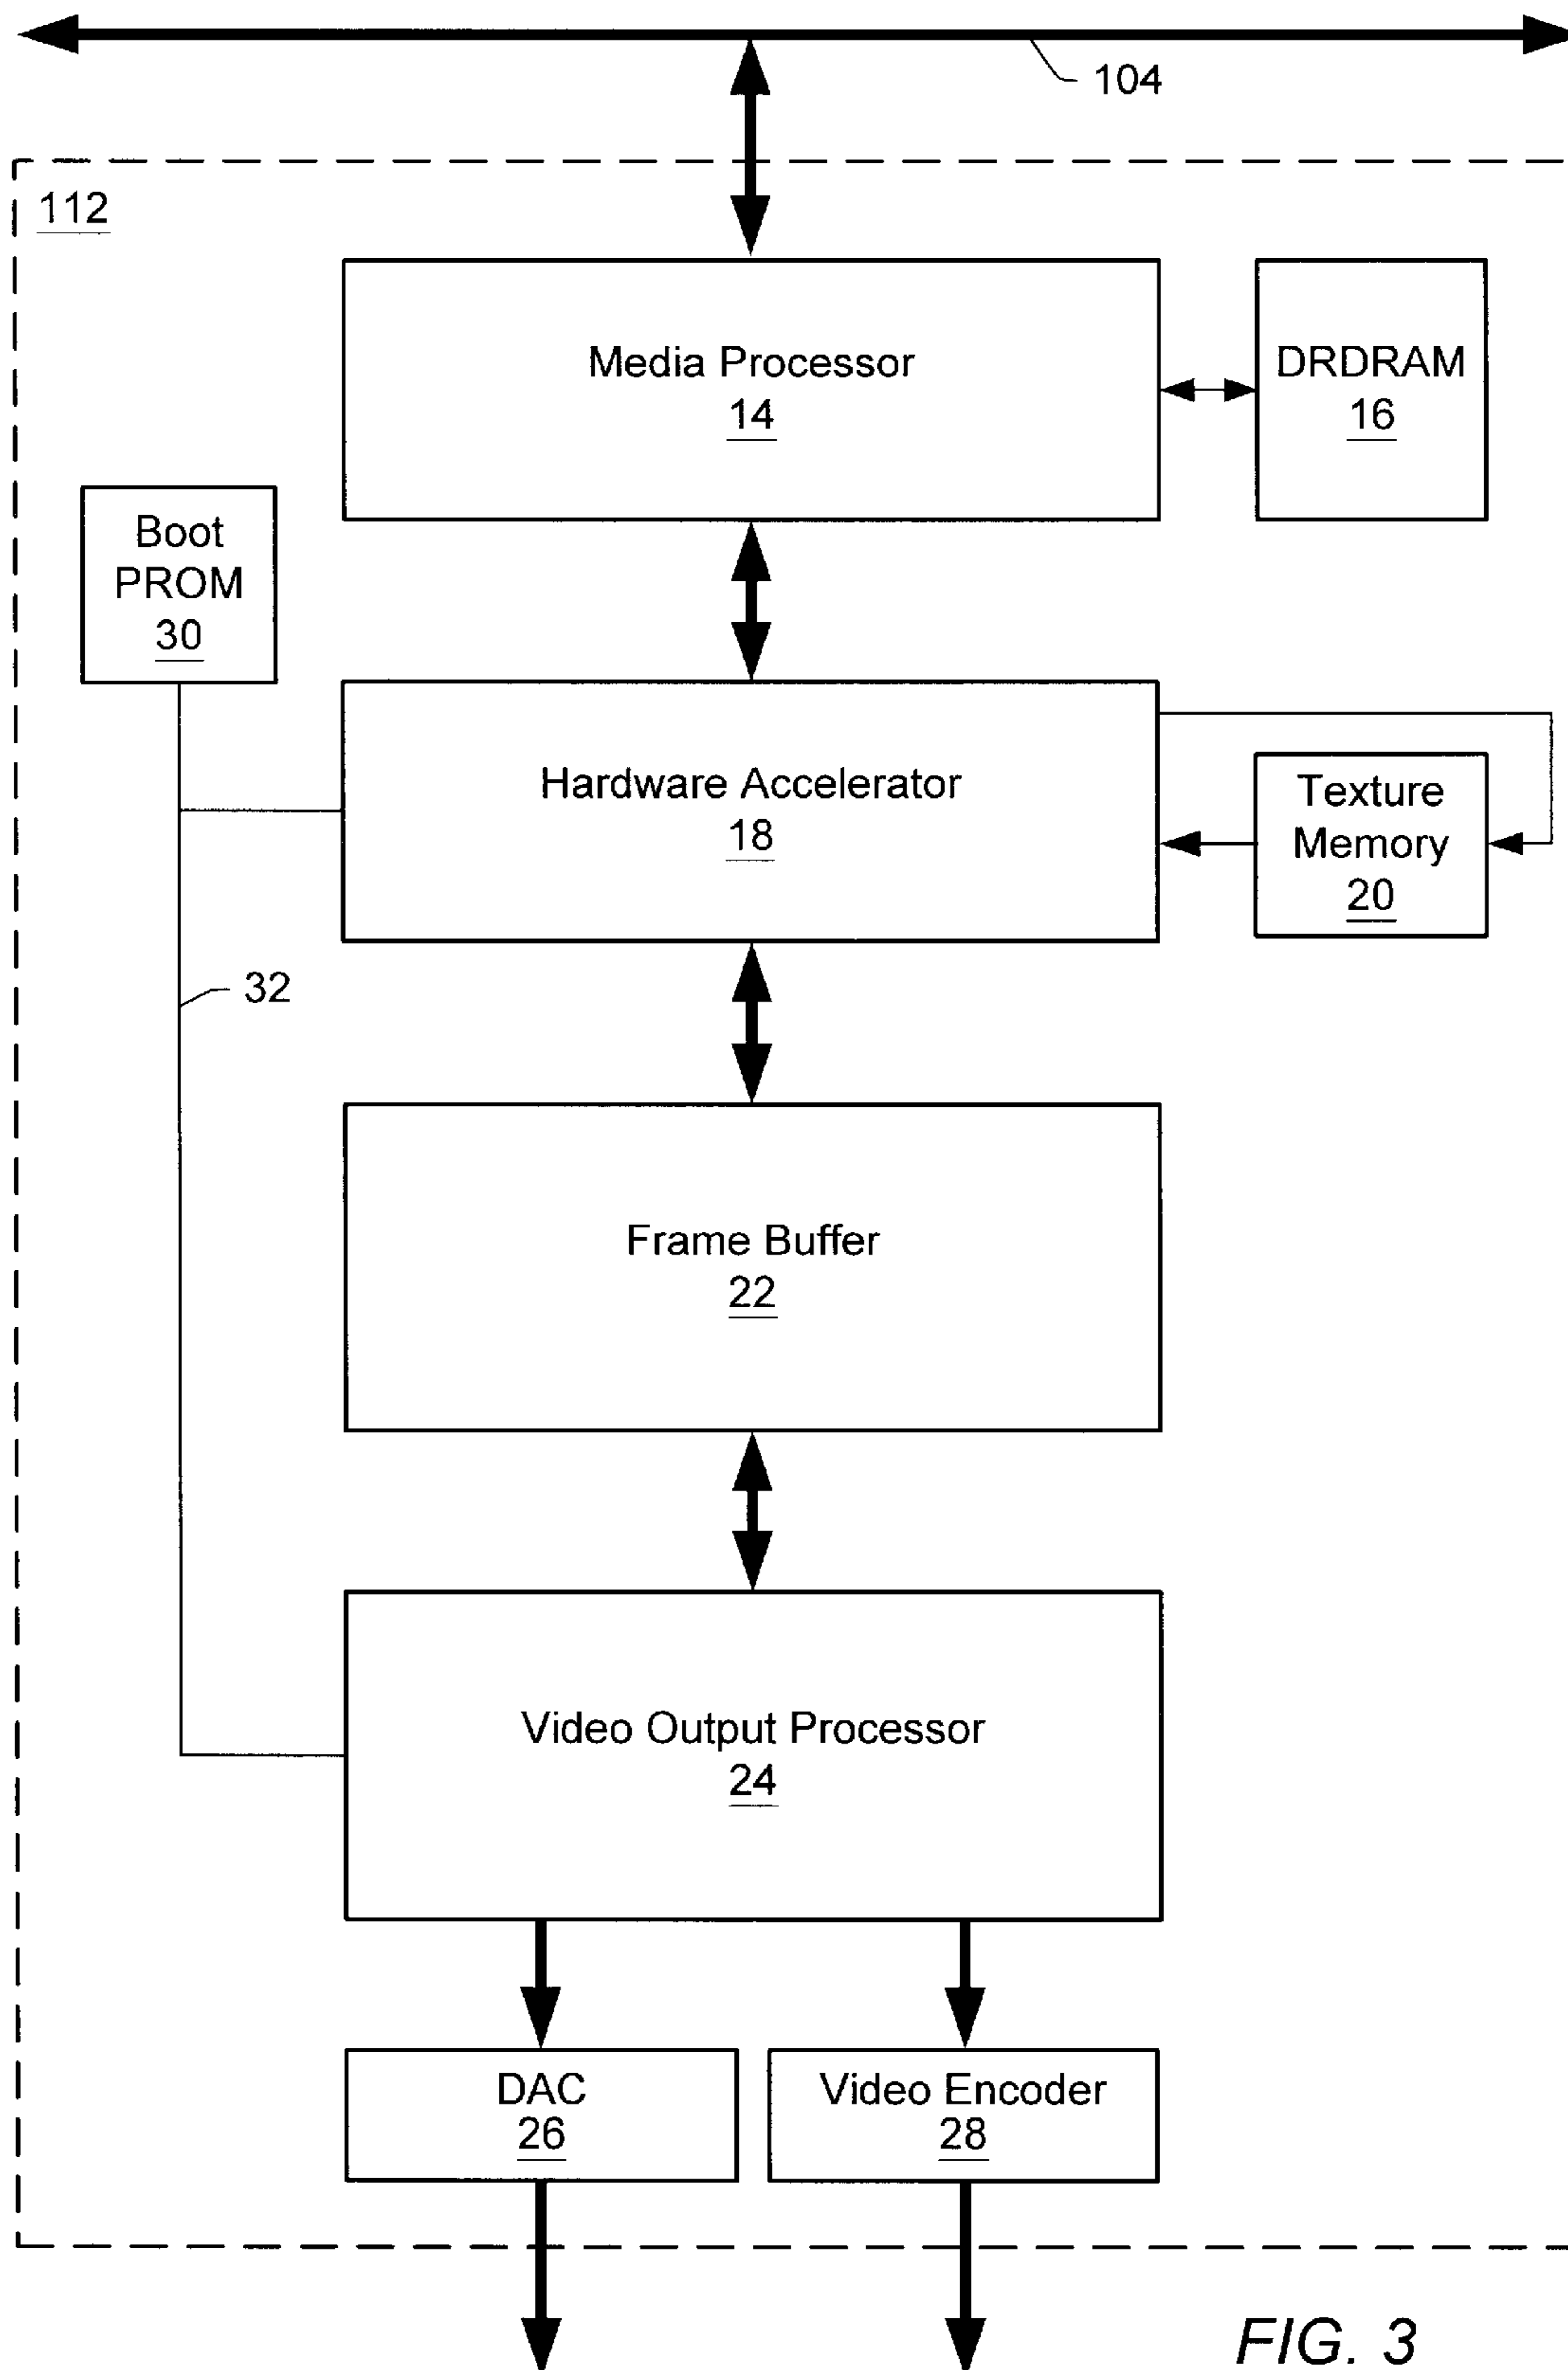 104
112
Media Processor
14
DRDRAM
16
Boot
PROM
30
Hardware Accelerator
18
Texture
Memory
20
32
Frame Buffer
22
Video Output Processor
24
DAC
26
Video Encoder
28
FIG. 3